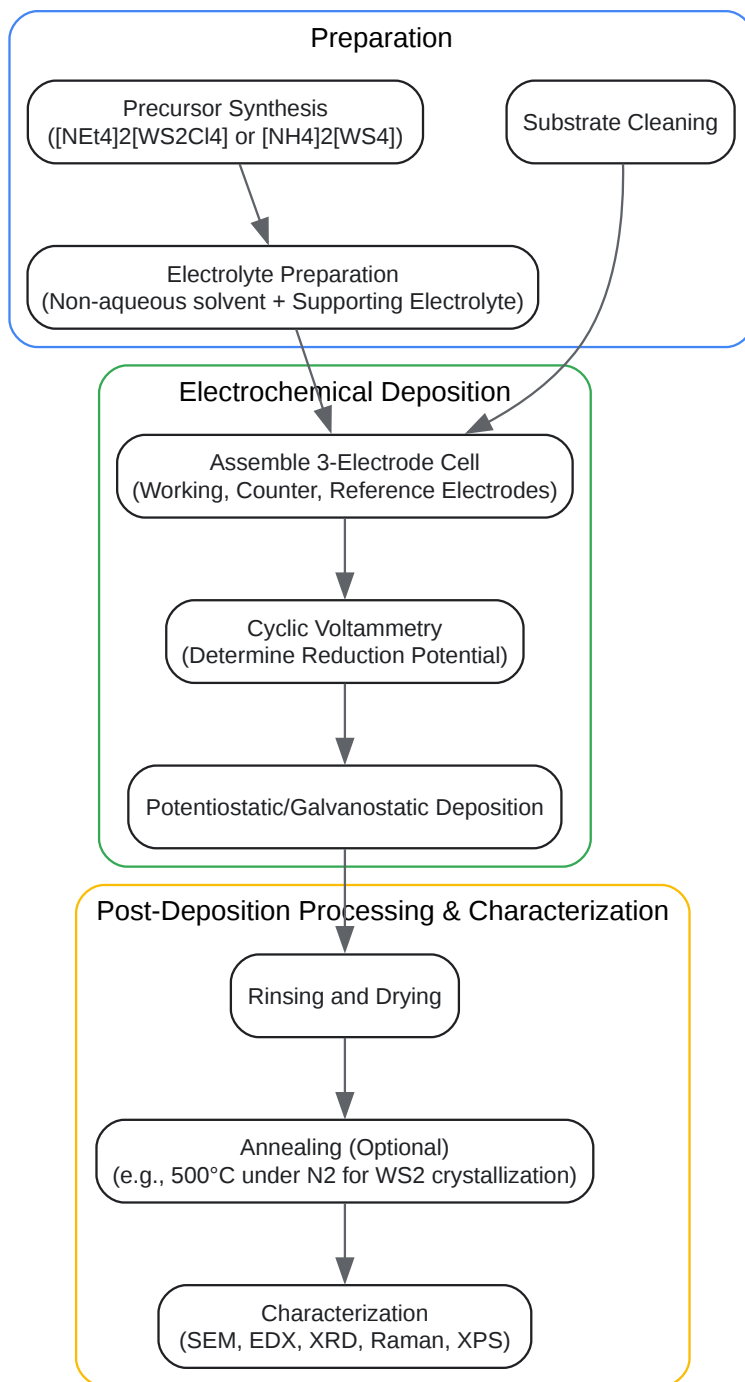 Preparation
Precursor Synthesis
([NEt4]2[WS2Cl4] or [NH4]2[WS4])
Substrate Cleaning
Electrolyte Preparation
(Non-aqueous solvent + Supporting Electrolyte)
Electrochemical Deposition
Assemble 3-Electrode Cell
(Working, Counter, Reference Electrodes)
Cyclic Voltammetry
(Determine Reduction Potential)
Potentiostatic/Galvanostatic Deposition
Post-Deposition Processing & Characterization
Rinsing and Drying
Annealing (Optional)
(e.g., 500°C under N2 for WS2 crystallization)
Characterization
(SEM, EDX, XRD, Raman, XPS)